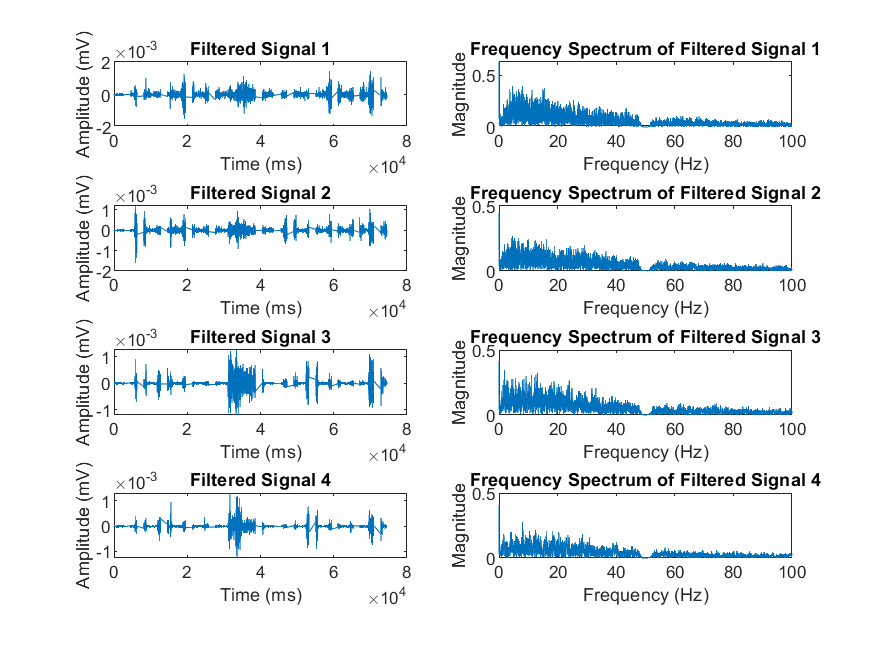 Filtered Signal 1
×10-3
Amplitude (mV)
2
0
-2
0 2 4 6 8
Time (ms)
×104
Frequency Spectrum of Filtered Signal 1
Magnitude
0.5
0
0 20 40 60 80 100
Frequency (Hz)
Filtered Signal 2
×10-3
Amplitude (mV)
1
0
-1
-2
0 2 4 6 8
Time (ms)
×104
Frequency Spectrum of Filtered Signal 2
Magnitude
0.5
0
0 20 40 60 80 100
Frequency (Hz)
Filtered Signal 3
×10-3
Amplitude (mV)
1
0
-1
0 2 4 6 8
Time (ms)
×104
Frequency Spectrum of Filtered Signal 3
Magnitude
0.5
0
0 20 40 60 80 100
Frequency (Hz)
Filtered Signal 4
×10-3
Amplitude (mV)
1
0
-1
0 2 4 6 8
Time (ms)
×104
Frequency Spectrum of Filtered Signal 4
Magnitude
0.5
0
0 20 40 60 80 100
Frequency (Hz)